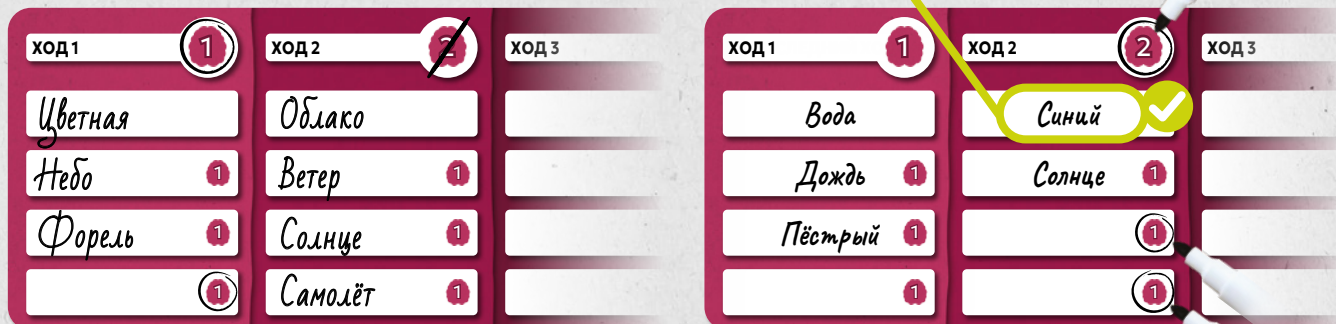 ХОД 1
1
ХОД 2
2
ХОД 3
Цветная
Небо
1
Форель
1
1
Облако
Ветер
1
Солнце
1
Самолёт
1
ХОД 1
1
ХОД 2
2
ХОД 3
Вода
Дождь
1
Пёстрый
1
1
Синий
Солнце
1
1
1